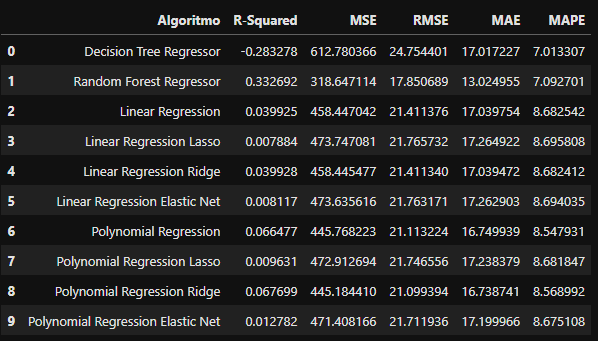 Algoritmo R-Squared MSE RMSE MAE MAPE
0 Decision Tree Regressor -0.283278 612.780366 24.754401 17.017227 7.013307
1 Random Forest Regressor 0.332692 318.647114 17.850689 13.024955 7.092701
2 Linear Regression 0.039925 458.447042 21.411376 17.039754 8.682542
3 Linear Regression Lasso 0.007884 473.747081 21.765732 17.264922 8.695808
4 Linear Regression Ridge 0.039928 458.445477 21.411340 17.039472 8.682412
5 Linear Regression Elastic Net 0.008117 473.635616 21.763171 17.262903 8.694035
6 Polynomial Regression 0.066477 445.768223 21.113224 16.749939 8.547931
7 Polynomial Regression Lasso 0.009631 472.912694 21.746556 17.238379 8.681847
8 Polynomial Regression Ridge 0.067699 445.184410 21.099394 16.738741 8.568992
9 Polynomial Regression Elastic Net 0.012782 471.408166 21.711936 17.199966 8.675108